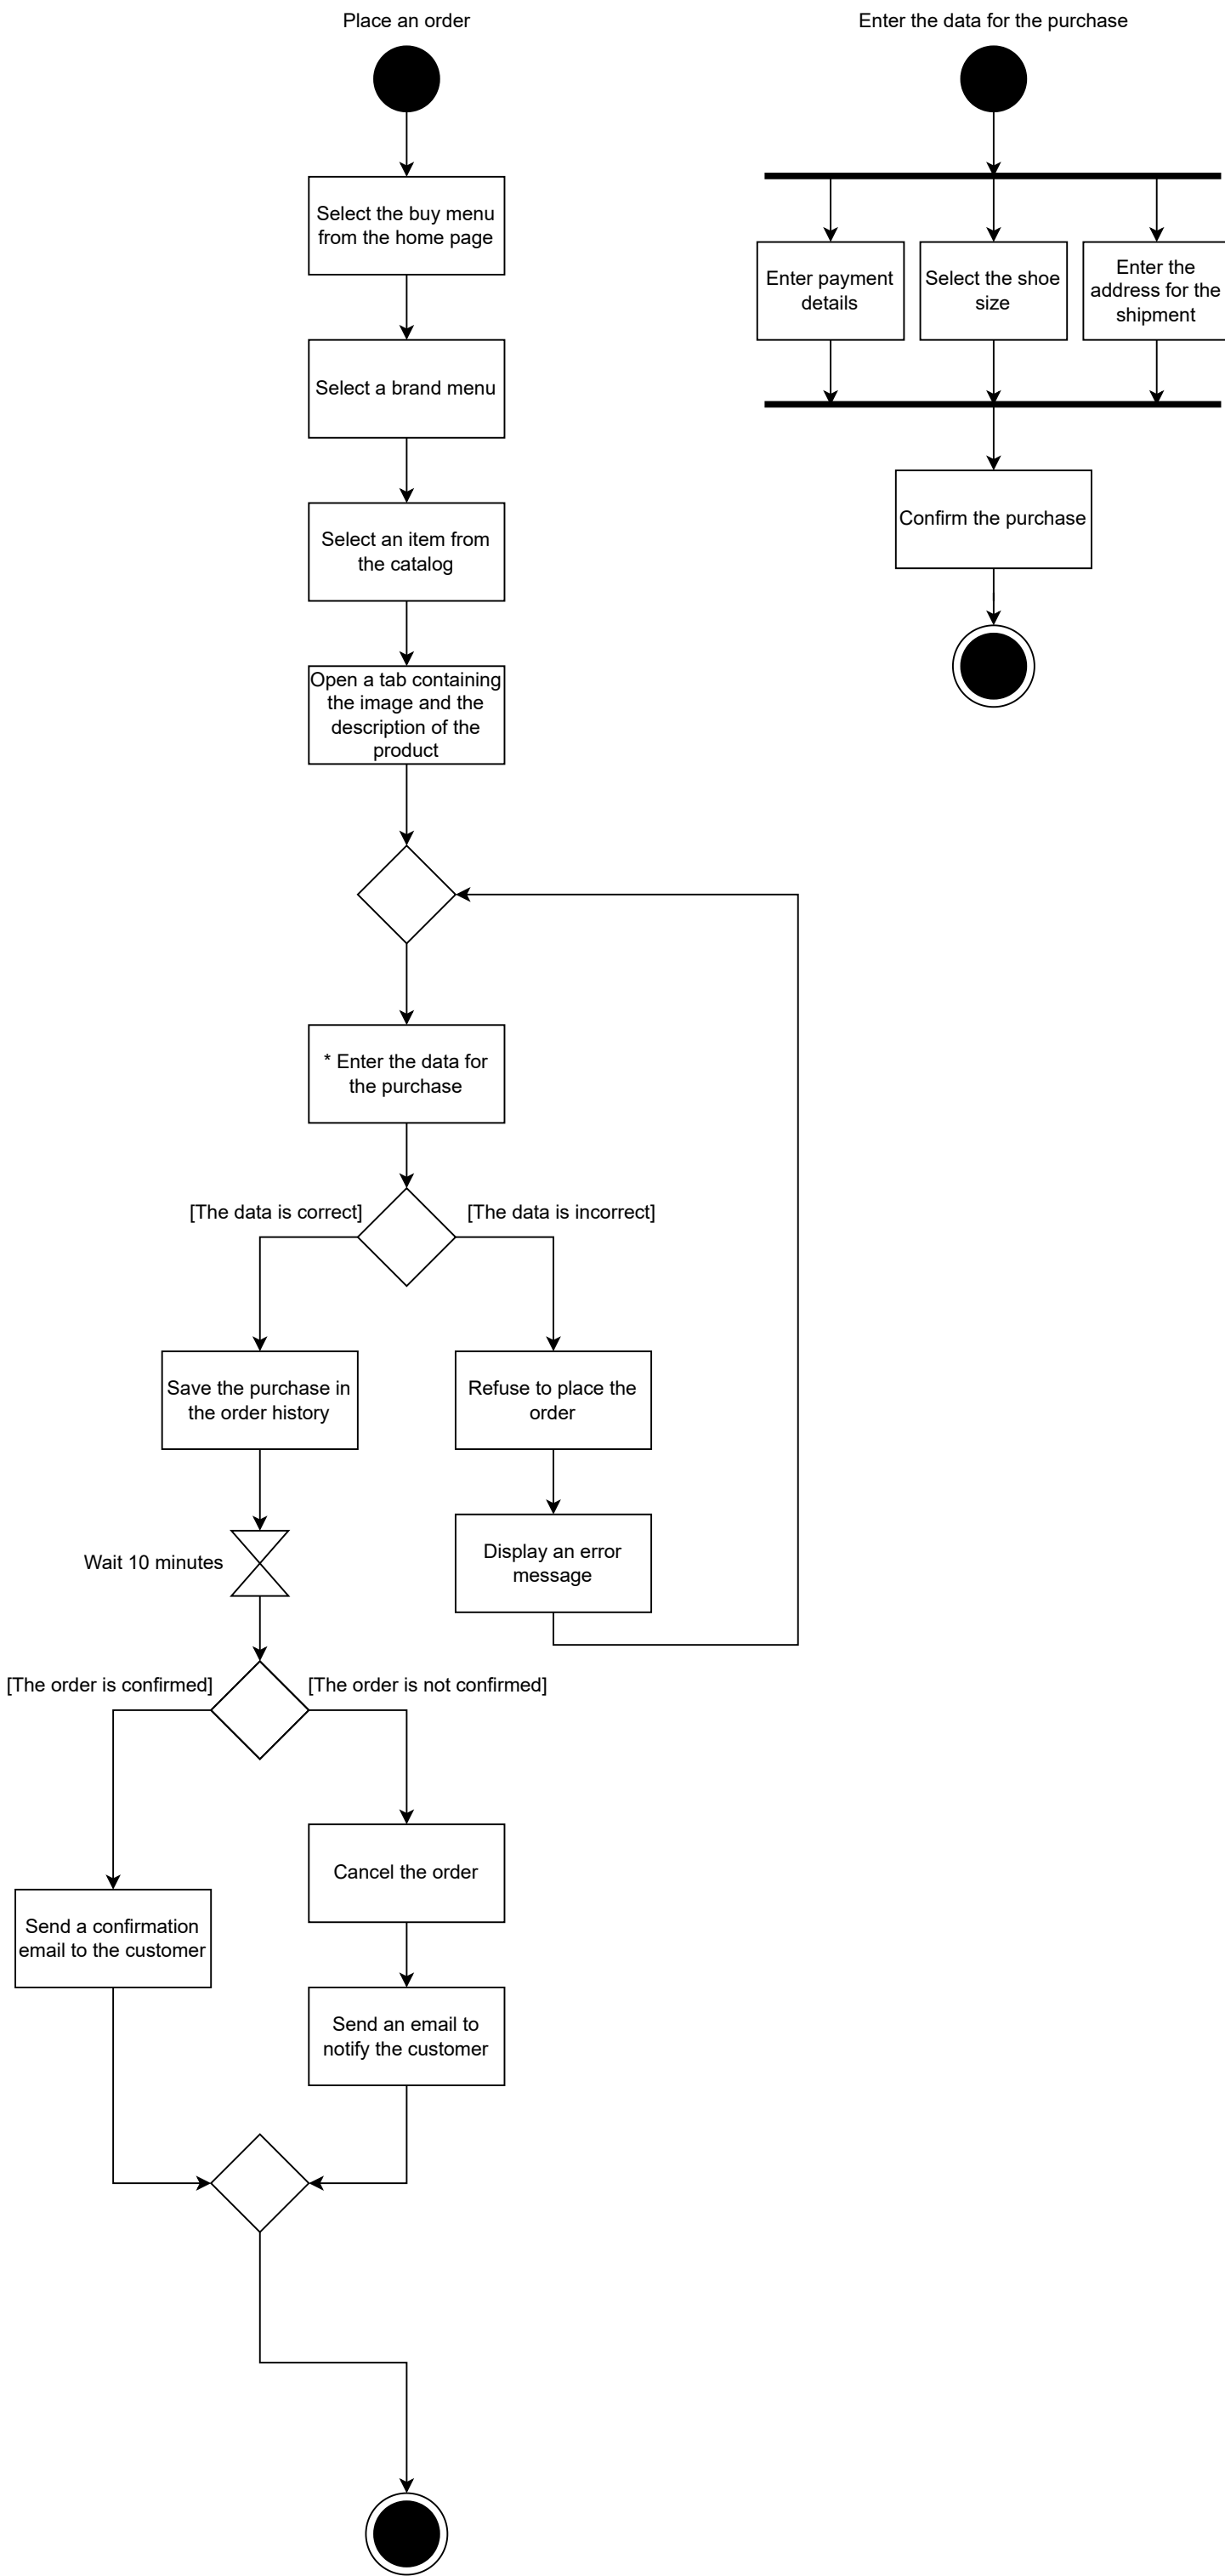 Place an order
Enter the data for the purchase
Select the buy menu
from the home page
Enter payment
details
Select the shoe
size
Enter the
address for the
shipment
Select a brand menu
Confirm the purchase
Select an item from
the catalog
Open a tab containing
the image and the
description of the
product
* Enter the data for
the purchase
[The data is correct]
[The data is incorrect]
Save the purchase in
the order history
Refuse to place the
order
Wait 10 minutes
Display an error
message
[The order is confirmed]
[The order is not confirmed]
Cancel the order
Send a confirmation
email to the customer
Send an email to
notify the customer